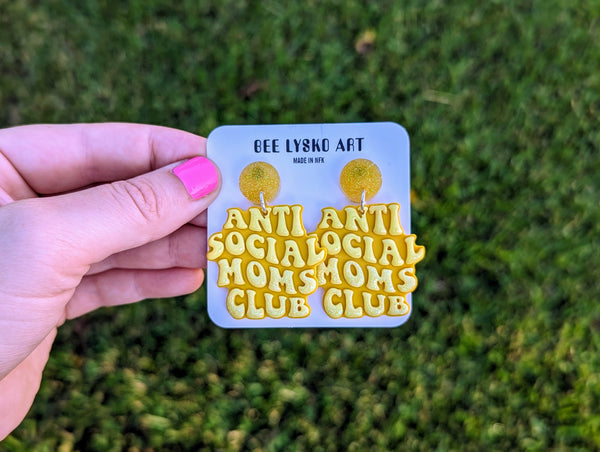 BEE LYSKO ART
MADE IN NFK
ANTI
SOCIAL
MOMS
CLUB
ANTI
SOCIAL
MOMS
CLUB